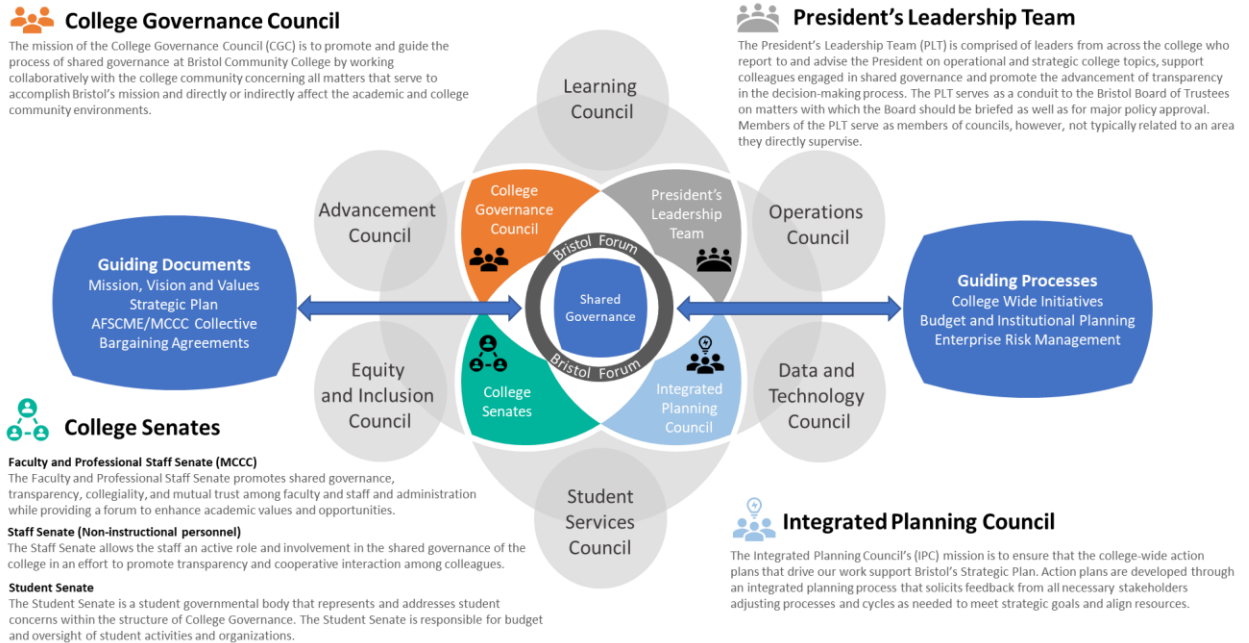 College Governance Council
The mission of the College Governance Council (CGC) is to promote and guide the
process of shared governance at Bristol Community College by working
collaboratively with the college community concerning all matters that serve to
accomplish Bristol's mission and directly or indirectly affect the academic and college
community environments.
President's Leadership Team
The President's Leadership Team (PLT) is comprised of leaders from across the college who
report to and advise the President on operational and strategic college topics, support
colleagues engaged in shared governance and promote the advancement of transparency
in the decision-making process. The PLT serves as a conduit to the Bristol Board of Trustees
on matters with which the Board should be briefed as well as for major policy approval.
Members of the PLT serve as members of councils, however, not typically related to an area
they directly supervise.
Learning
Council
Advancement
Council
College
Governance
Council
President's
Leadership
Team
Operations
Council
Guiding Documents
Mission, Vision and Values
Strategic Plan
AFSCME/MCCC Collective
Bargaining Agreements
Bristol Forum
Shared
Governance
Bristol Forum
Guiding Processes
College Wide Initiatives
Budget and Institutional Planning
Enterprise Risk Management
Equity
and Inclusion
Council
College
Senates
Integrated
Planning
Council
Data and
Technology
Council
Student
Services
Council
College Senates
Faculty and Professional Staff Senate (MCCC)
The Faculty and Professional Staff Senate promotes shared governance,
transparency, collegiality, and mutual trust among faculty and staff and administration
while providing a forum to enhance academic values and opportunities.
Staff Senate (Non-instructional personnel)
The Staff Senate allows the staff an active role and involvement in the shared governance of the
college in an effort to promote transparency and cooperative interaction among colleagues.
Student Senate
The Student Senate is a student governmental body that represents and addresses student
concerns within the structure of College Governance. The Student Senate is responsible for budget
and oversight of student activities and organizations.
Integrated Planning Council
The Integrated Planning Council's (IPC) mission is to ensure that the college-wide action
plans that drive our work support Bristol's Strategic Plan. Action plans are developed through
an integrated planning process that solicits feedback from all necessary stakeholders
adjusting processes and cycles as needed to meet strategic goals and align resources.